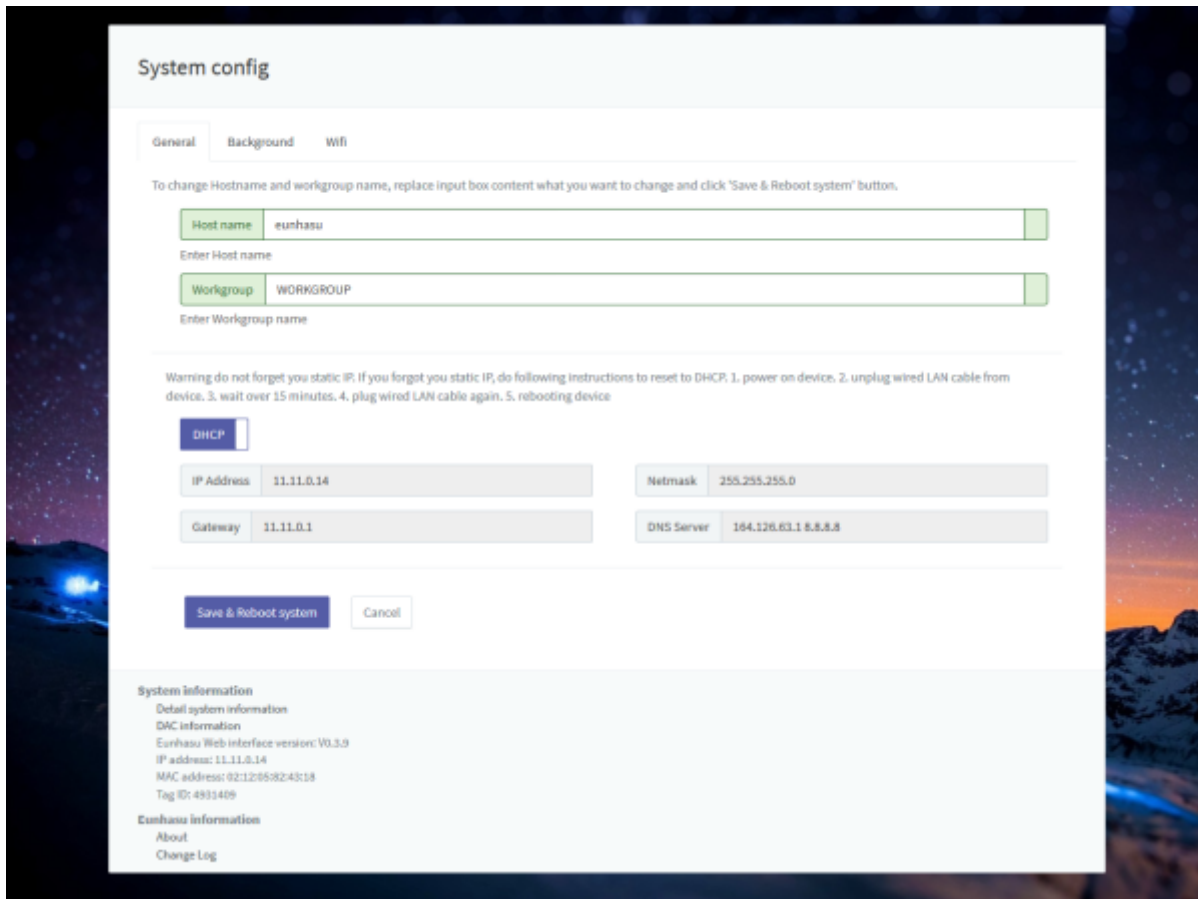 System config
General Background Wifi
To change Hostname and workgroup name, replace input box content what you want to change and click 'Save & Reboot system' button.
Host name eunhasu
Enter Host name
Workgroup WORKGROUP
Enter Workgroup name
Warning do not forget you static IP. If you forgot you static IP, do following instructions to reset to DHCP. 1. power on device. 2. unplug wired LAN cable from
device. 3. wait over 15 minutes. 4. plug wired LAN cable again. 5. rebooting device
DHCP
IP Address 11.11.0.14 Netmask 255.255.255.0
Gateway 11.11.0.1 DNS Server 164.126.63.1 8.8.8.8
Save & Reboot system Cancel
System information
Detail system information
DAC information
Eunhasu Web interface version: V0.3.9
IP address: 11.11.0.14
MAC address: 02:12:05:82:43:18
Tag ID: 4931409
Eunhasu information
About
Change Log